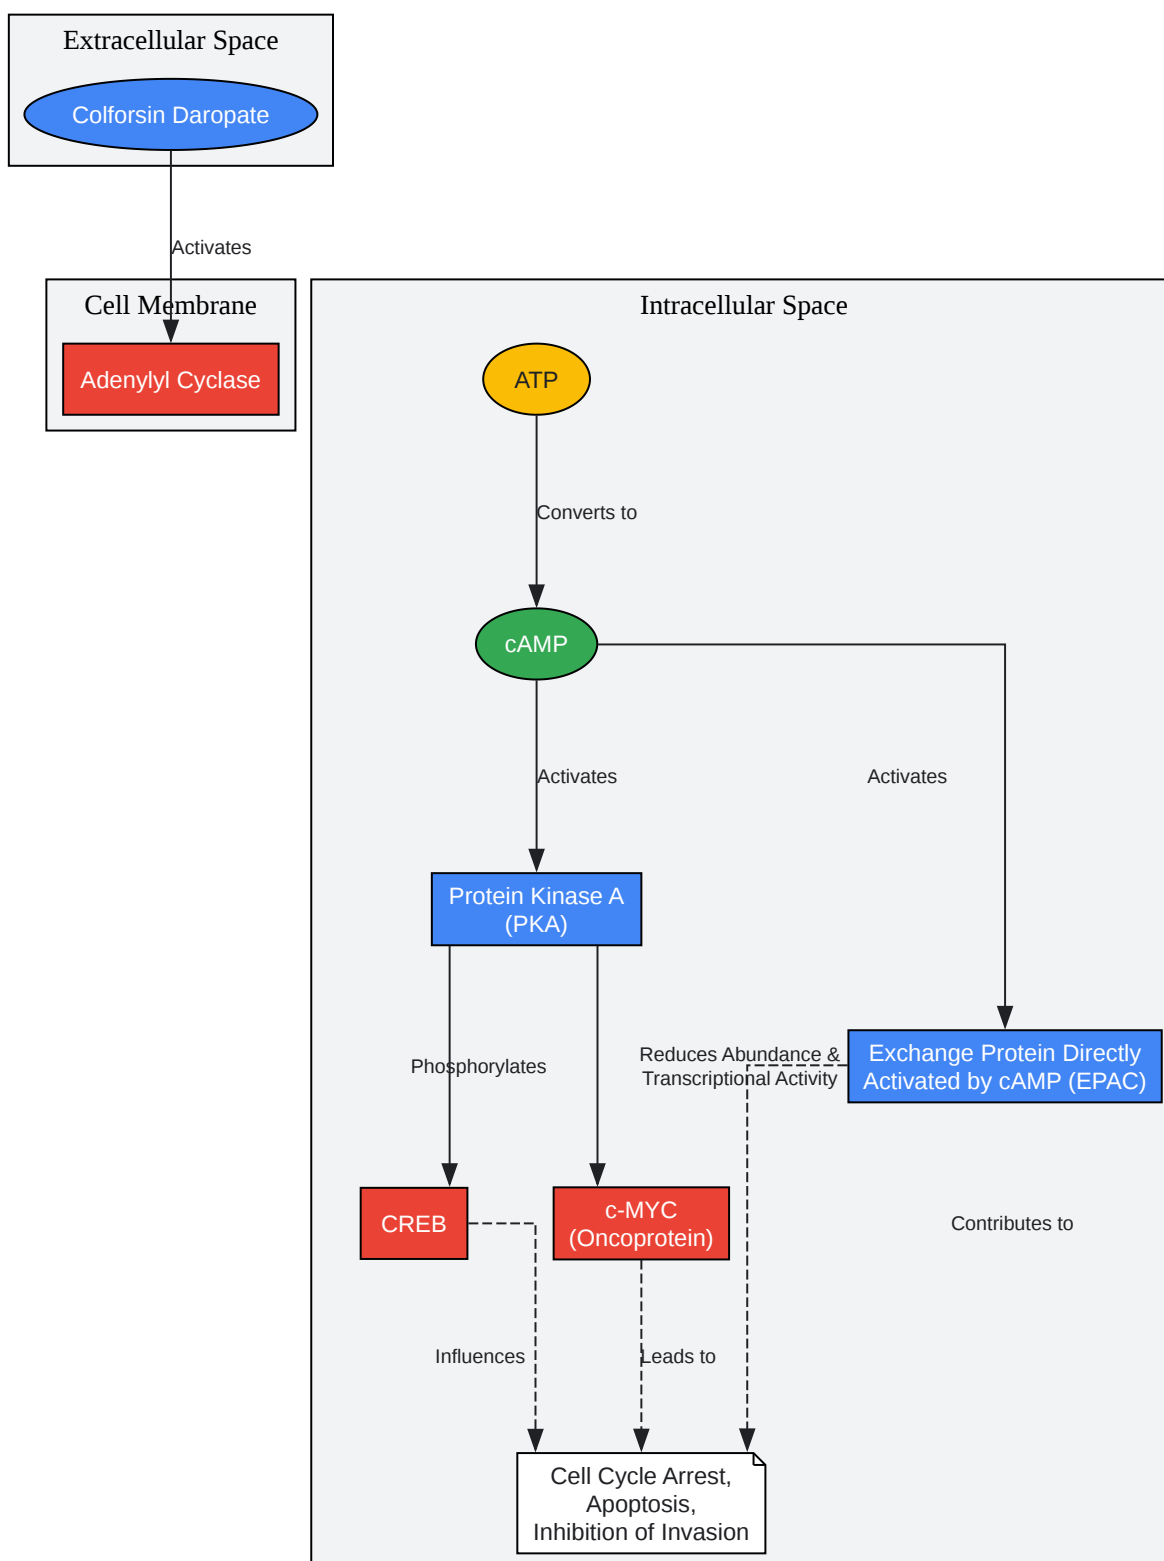 Extracellular Space
Colforsin Daropate
Activates
Cell Membrane
Adenylyl Cyclase
Intracellular Space
ATP
Converts to
cAMP
Activates
Activates
Protein Kinase A
(PKA)
Phosphorylates
Reduces Abundance &
Transcriptional Activity
Exchange Protein Directly
Activated by cAMP (EPAC)
CREB
c-MYC
(Oncoprotein)
Contributes to
Influences
Leads to
Cell Cycle Arrest,
Apoptosis,
Inhibition of Invasion